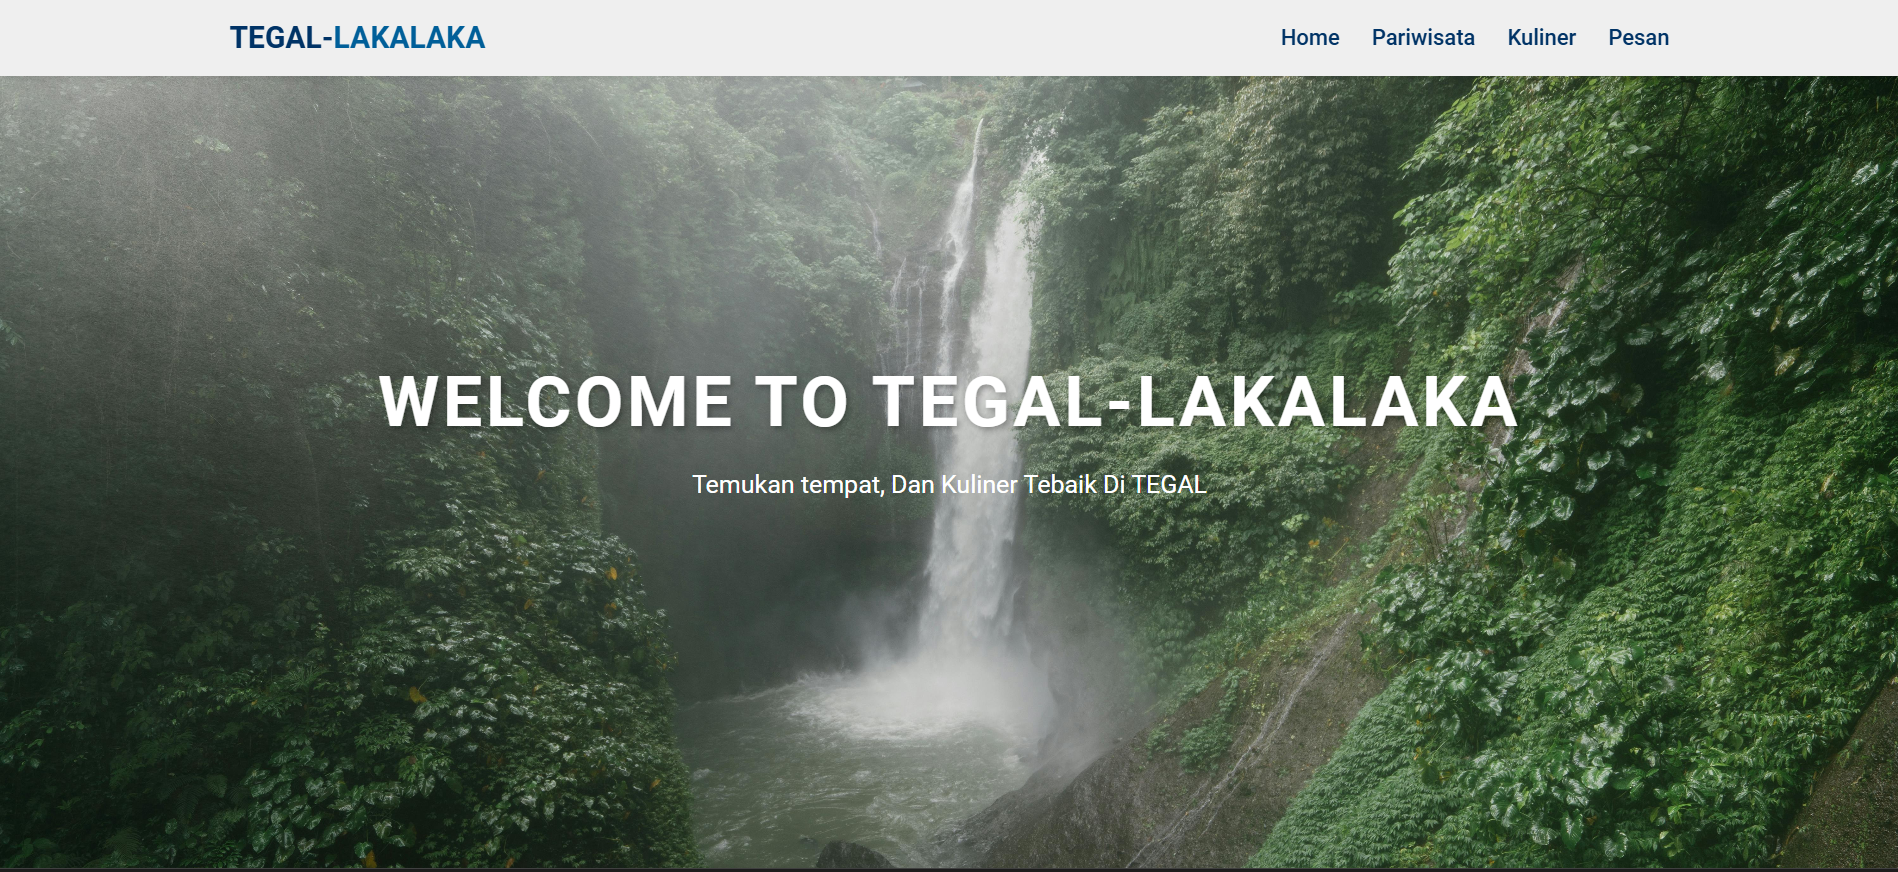 TEGAL-LAKALAKA
Home Pariwisata Kuliner Pesan
WELCOME TO TEGAL-LAKALAKA
Temukan tempat, Dan Kuliner Tebaik Di TEGAL